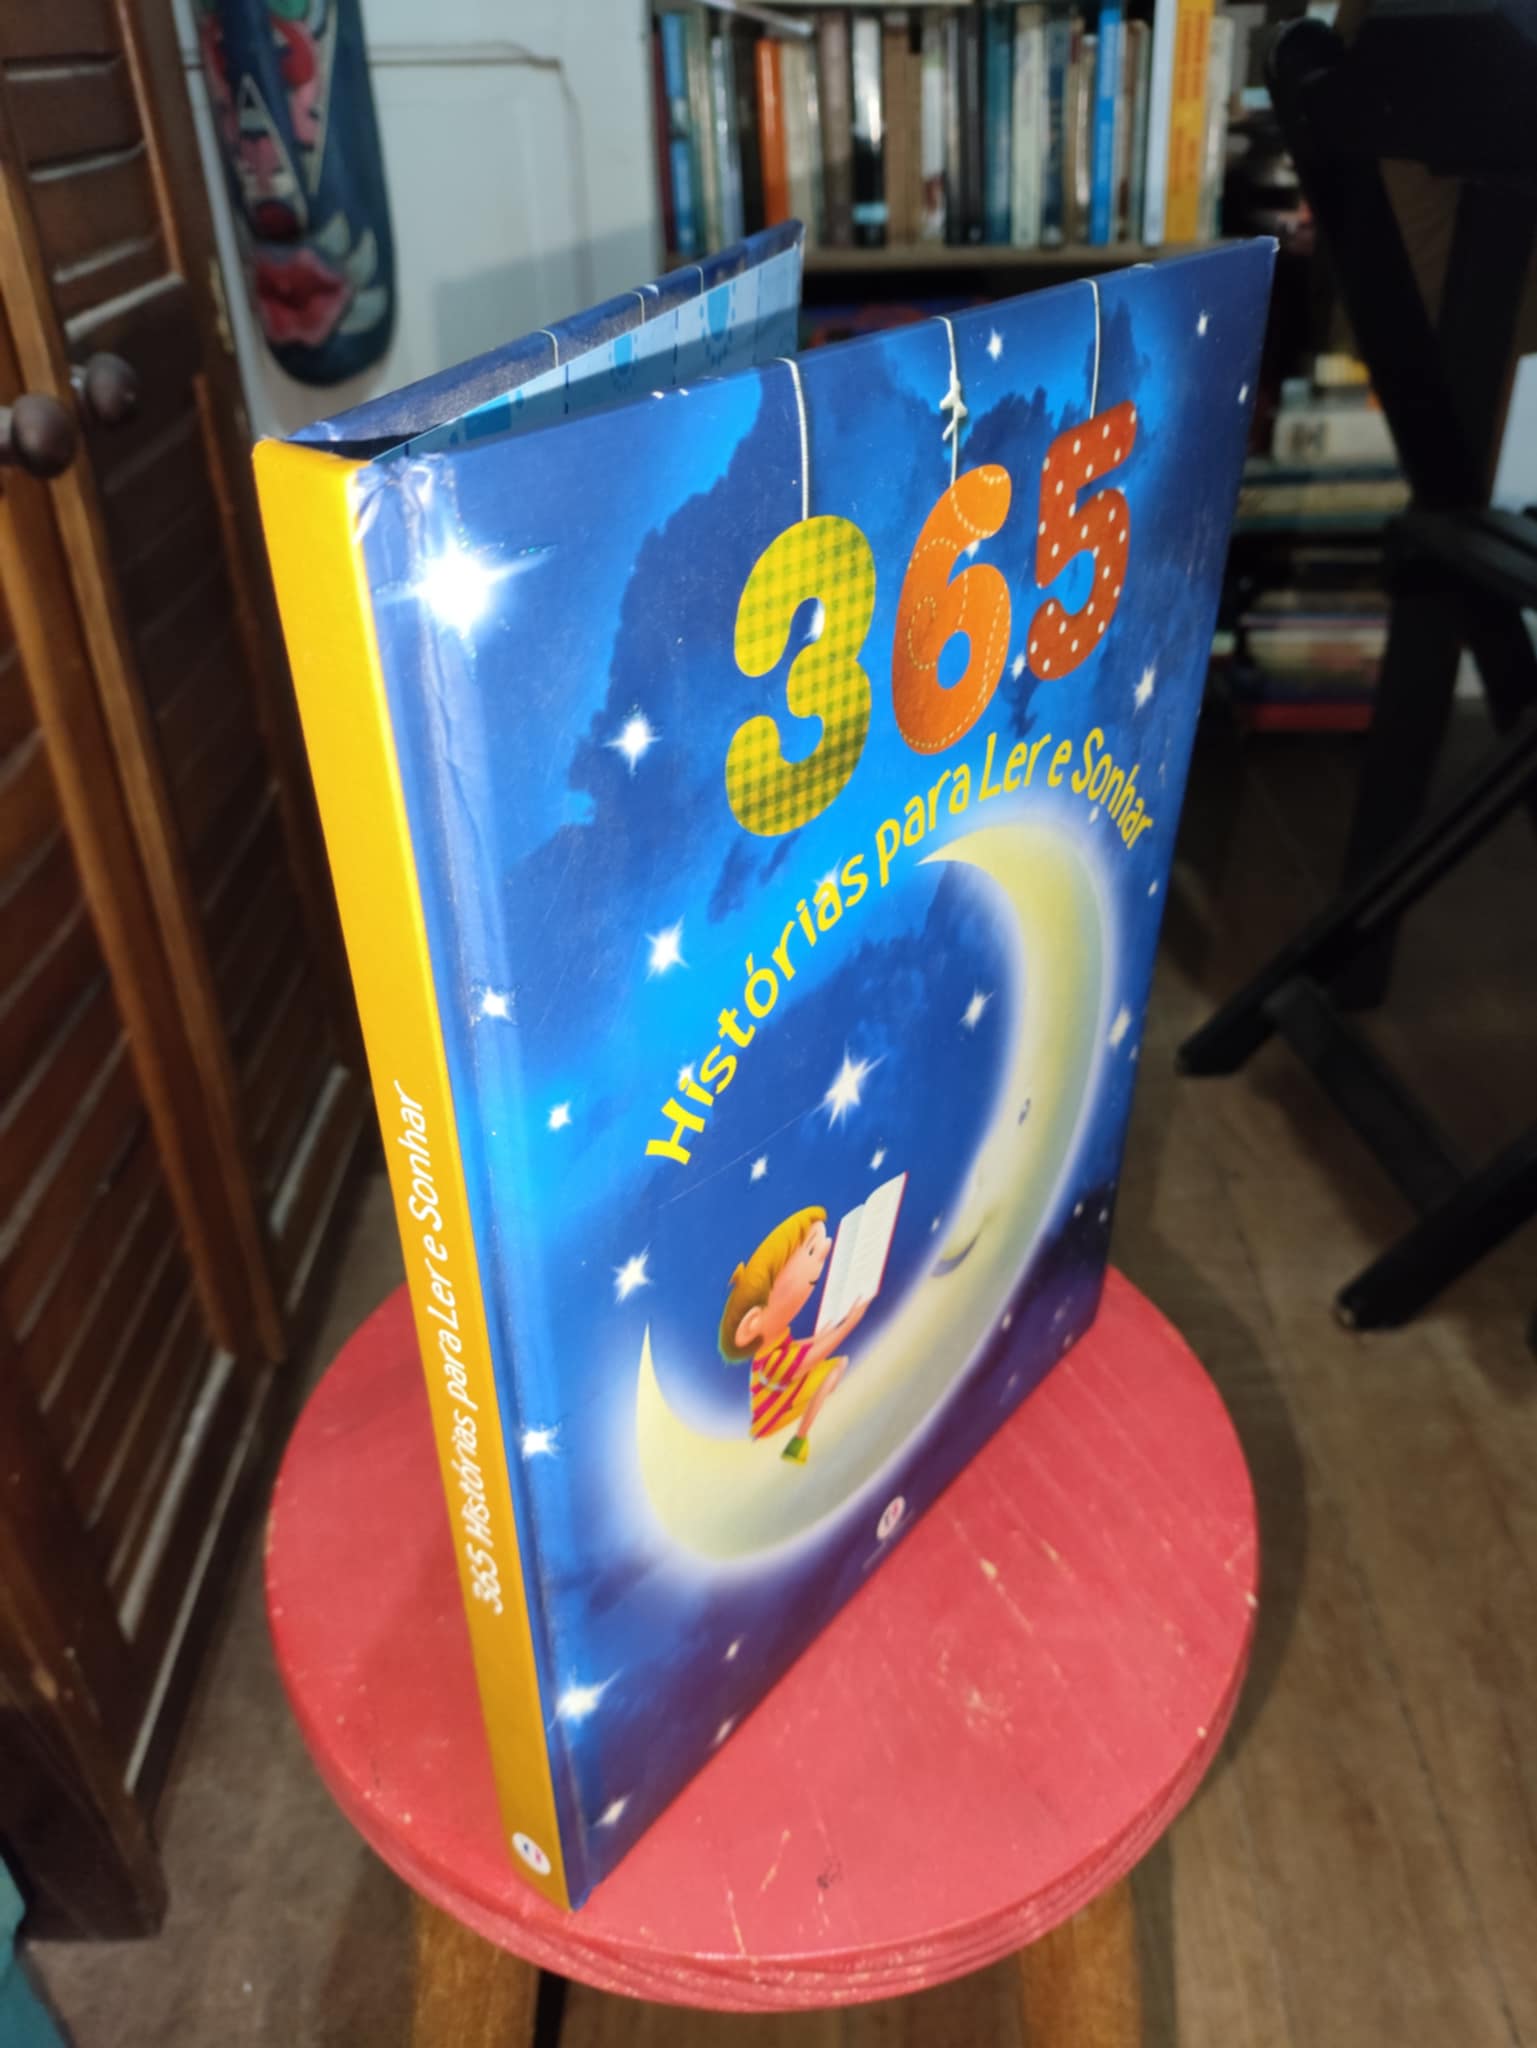 365
Histórias para Ler e Sonhar
365 Histórias para Ler e Sonhar